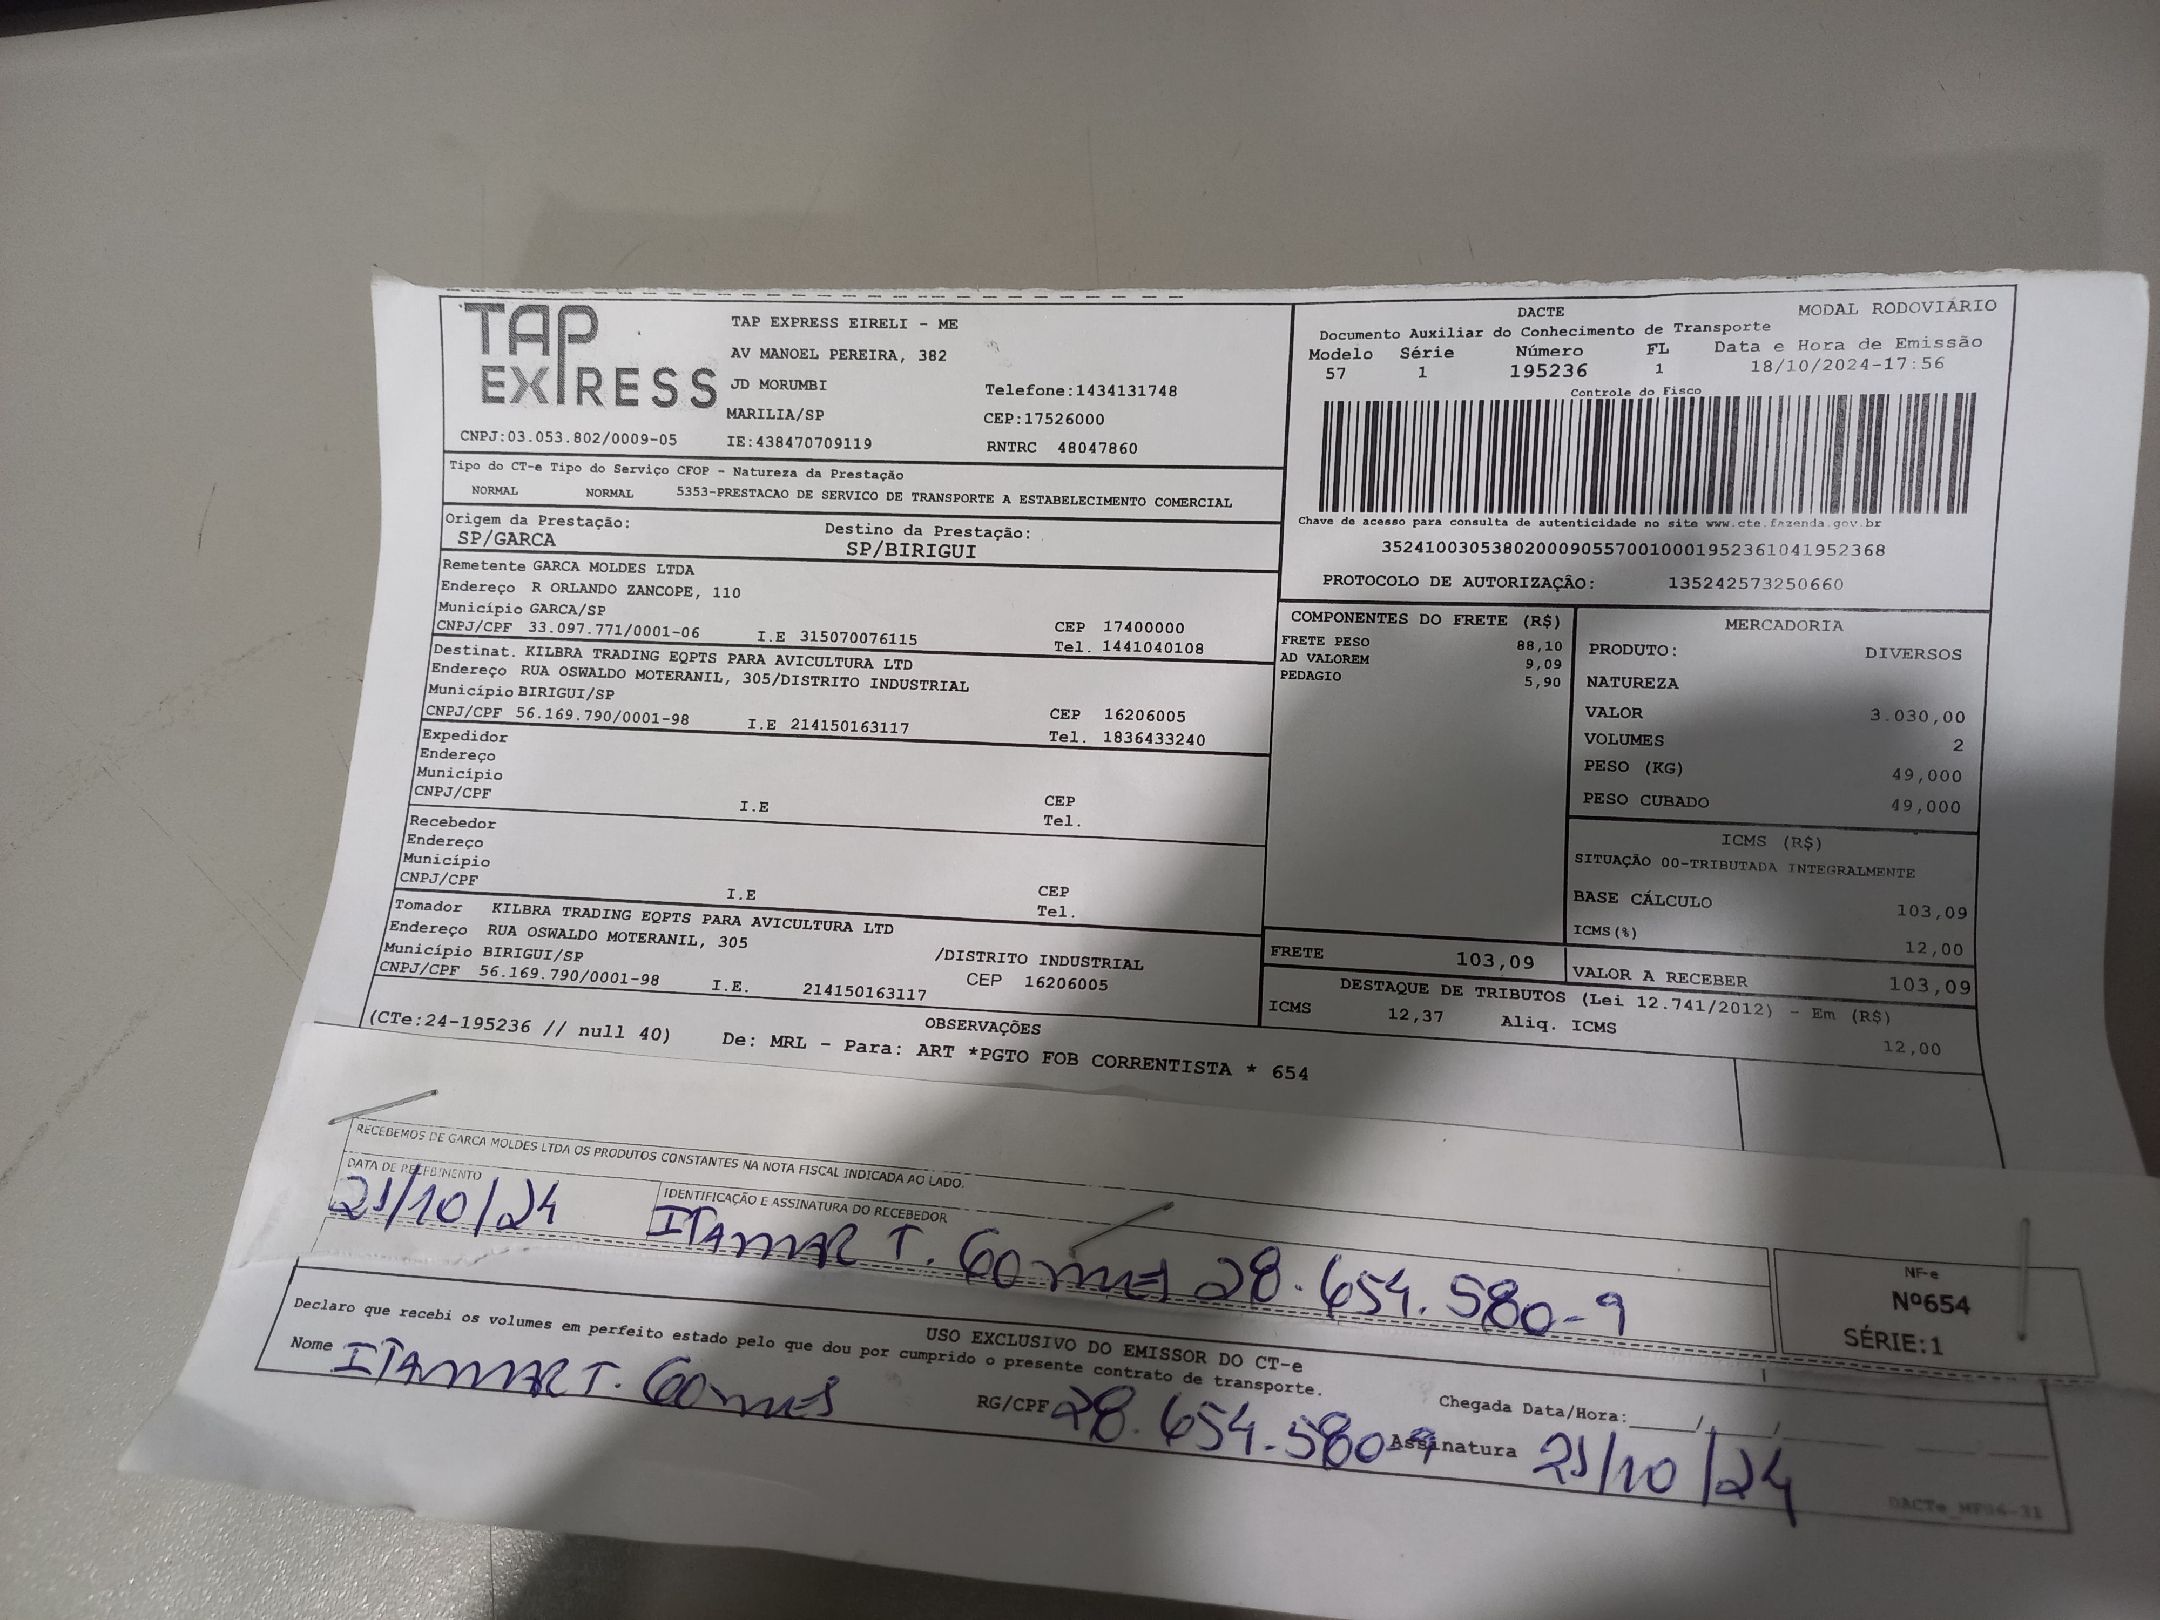 TAP
EXPRESS
CNPJ:03.053.802/0009-05
TAP EXPRESS EIRELI - ME
AV MANOEL PEREIRA, 382
JD MORUMBI
Telefone:1434131748
MARILIA/SP
CEP:17526000
IE:438470709119
RNTRC 48047860
DACTE
MODAL RODOVIÁRIO
Documento Auxiliar do Conhecimento de Transporte
Modelo Série Número FL Data e Hora de Emissão
57 1 195236 1 18/10/2024-17:56
Controle do Fisco
Chave de acesso para consulta de autenticidade no site www.cte.fazenda.gov.br
35241003053802000905570010001952361041952368
PROTOCOLO DE AUTORIZAÇÃO: 135242573250660
Tipo do CT-e Tipo do Serviço CFOP - Natureza da Prestação
NORMAL NORMAL 5353-PRESTACAO DE SERVICO DE TRANSPORTE A ESTABELECIMENTO COMERCIAL
Origem da Prestação: Destino da Prestação:
SP/GARCA SP/BIRIGUI
Remetente GARCA MOLDES LTDA
Endereço R ORLANDO ZANCOPE, 110
Município GARCA/SP CEP 17400000
CNPJ/CPF 33.097.771/0001-06 I.E 315070076115 Tel. 1441040108
Destinat. KILBRA TRADING EQPTS PARA AVICULTURA LTD
Endereço RUA OSWALDO MOTERANIL, 305/DISTRITO INDUSTRIAL
Município BIRIGUI/SP CEP 16206005
CNPJ/CPF 56.169.790/0001-98 I.E 214150163117 Tel. 1836433240
Expedidor
Endereço
Município CEP
CNPJ/CPF I.E Tel.
Recebedor
Endereço
Município CEP
CNPJ/CPF I.E Tel.
Tomador KILBRA TRADING EQPTS PARA AVICULTURA LTD
Endereço RUA OSWALDO MOTERANIL, 305 /DISTRITO INDUSTRIAL
Município BIRIGUI/SP CEP 16206005
CNPJ/CPF 56.169.790/0001-98 I.E. 214150163117
COMPONENTES DO FRETE (R$)
FRETE PESO 88,10
AD VALOREM 9,09
PEDAGIO 5,90
MERCADORIA
PRODUTO: DIVERSOS
NATUREZA
VALOR 3.030,00
VOLUMES 2
PESO (KG) 49,000
PESO CUBADO 49,000
ICMS (R$)
SITUAÇÃO 00-TRIBUTADA INTEGRALMENTE
BASE CÁLCULO 103,09
ICMS(%) 12,00
FRETE 103,09
VALOR A RECEBER 103,09
DESTAQUE DE TRIBUTOS (Lei 12.741/2012) - Em (R$)
ICMS 12,37 Aliq. ICMS 12,00
OBSERVAÇÕES
(CTe:24-195236 // null 40) De: MRL - Para: ART *PGTO FOB CORRENTISTA * 654
RECEBEMOS DE GARCA MOLDES LTDA OS PRODUTOS CONSTANTES NA NOTA FISCAL INDICADA AO LADO.
DATA DE RECEBIMENTO
IDENTIFICAÇÃO E ASSINATURA DO RECEBEDOR
21/10/24 ITAMAR T. Gomes 28.654.580-9
NF-e
Nº654
SÉRIE:1
USO EXCLUSIVO DO EMISSOR DO CT-e
Declaro que recebi os volumes em perfeito estado pelo que dou por cumprido o presente contrato de transporte.
Nome ITAMAR T. Gomes RG/CPF 28.654.580-9
Chegada Data/Hora:____/____/
Assinatura 21/10/24